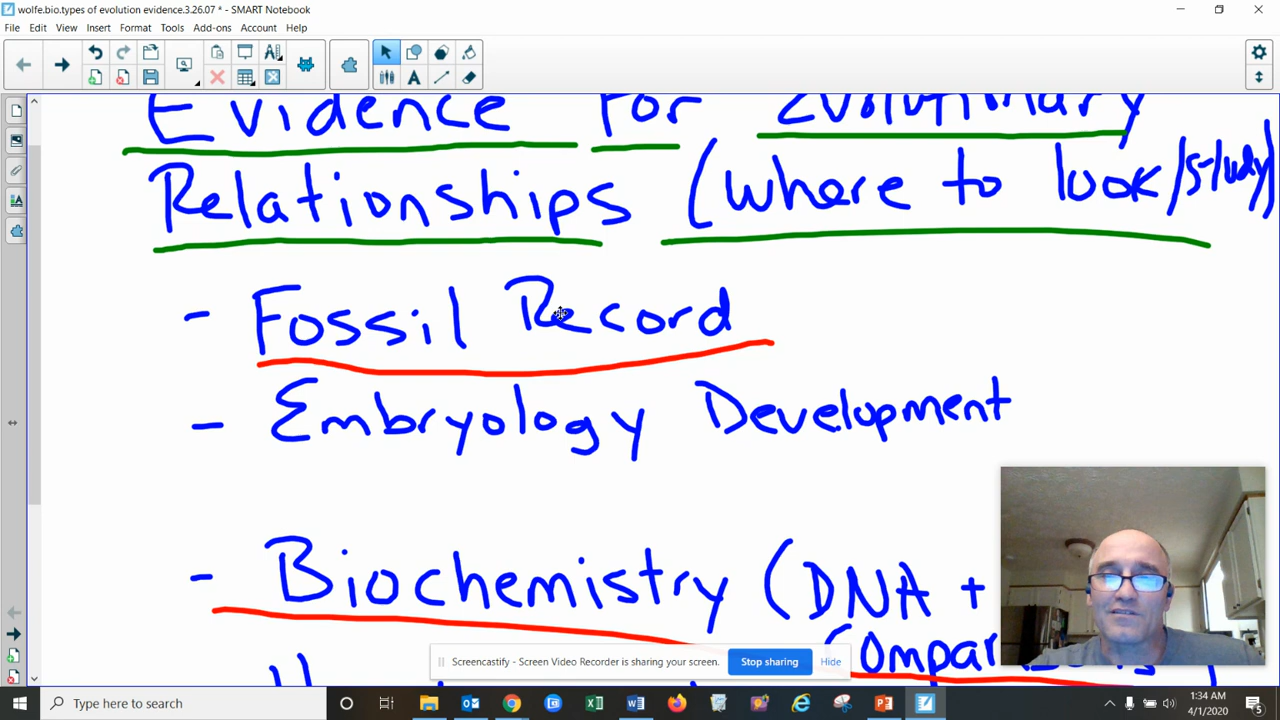 wolfe.bio.types of evolution evidence.3.26.07 * - SMART Notebook
File Edit View Insert Format Tools Add-ons Account Help
Evidence For Evolutionary
Relationships (where to look/study)
- Fossil Record
- Embryology Development
- Biochemistry (DNA +
Screencastify - Screen Video Recorder is sharing your screen. Stop sharing Hide
Type here to search
1:34 AM
4/1/2020
5